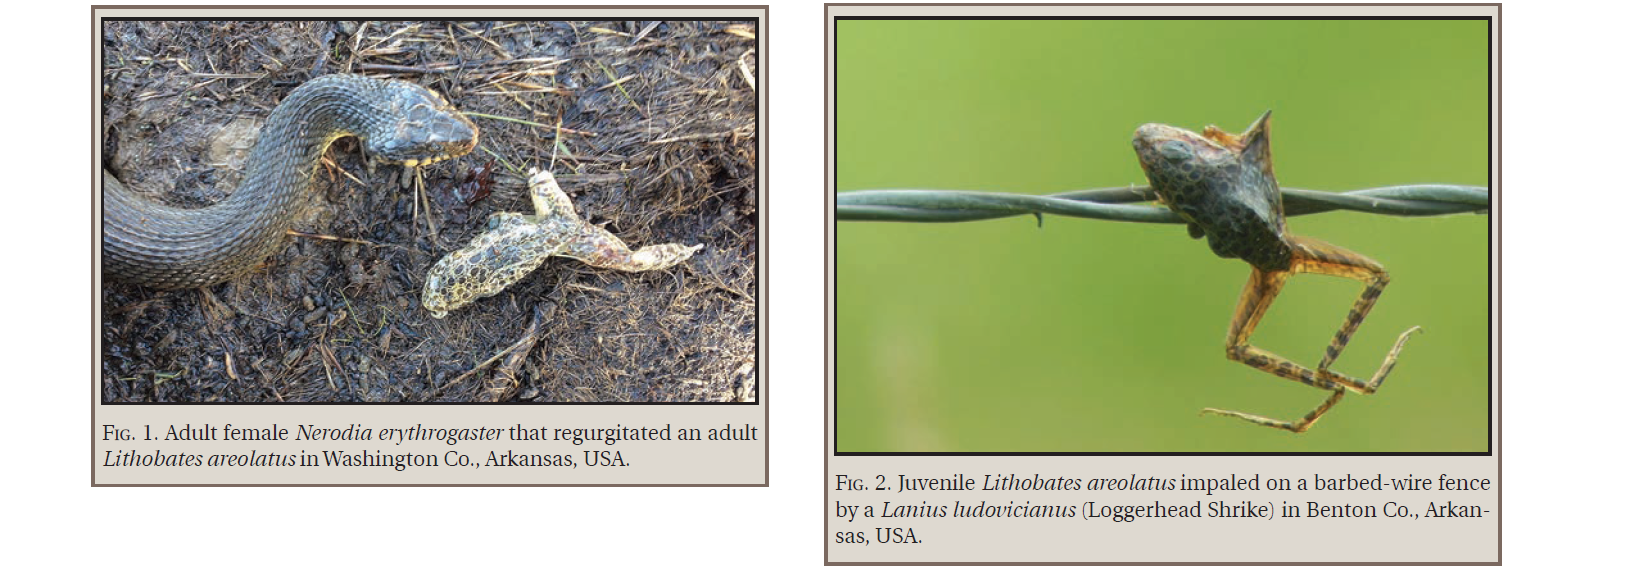 FIG. 1. Adult female Nerodia erythrogaster that regurgitated an adult
Lithobates areolatus in Washington Co., Arkansas, USA.
FIG. 2. Juvenile Lithobates areolatus impaled on a barbed-wire fence
by a Lanius ludovicianus (Loggerhead Shrike) in Benton Co., Arkan-
sas, USA.